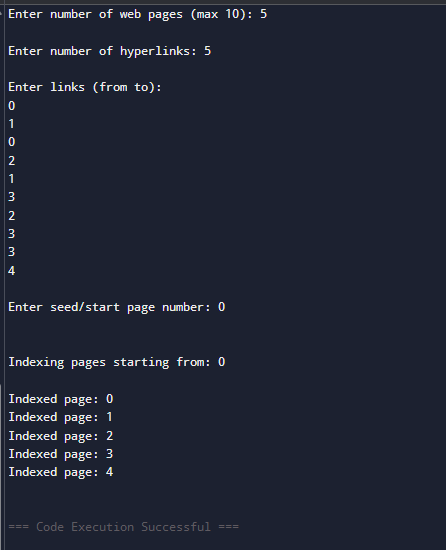 Enter number of web pages (max 10): 5
Enter number of hyperlinks: 5
Enter links (from to):
0
1
0
2
1
3
2
3
3
4
Enter seed/start page number: 0
Indexing pages starting from: 0
Indexed page: 0
Indexed page: 1
Indexed page: 2
Indexed page: 3
Indexed page: 4
=== Code Execution Successful ===